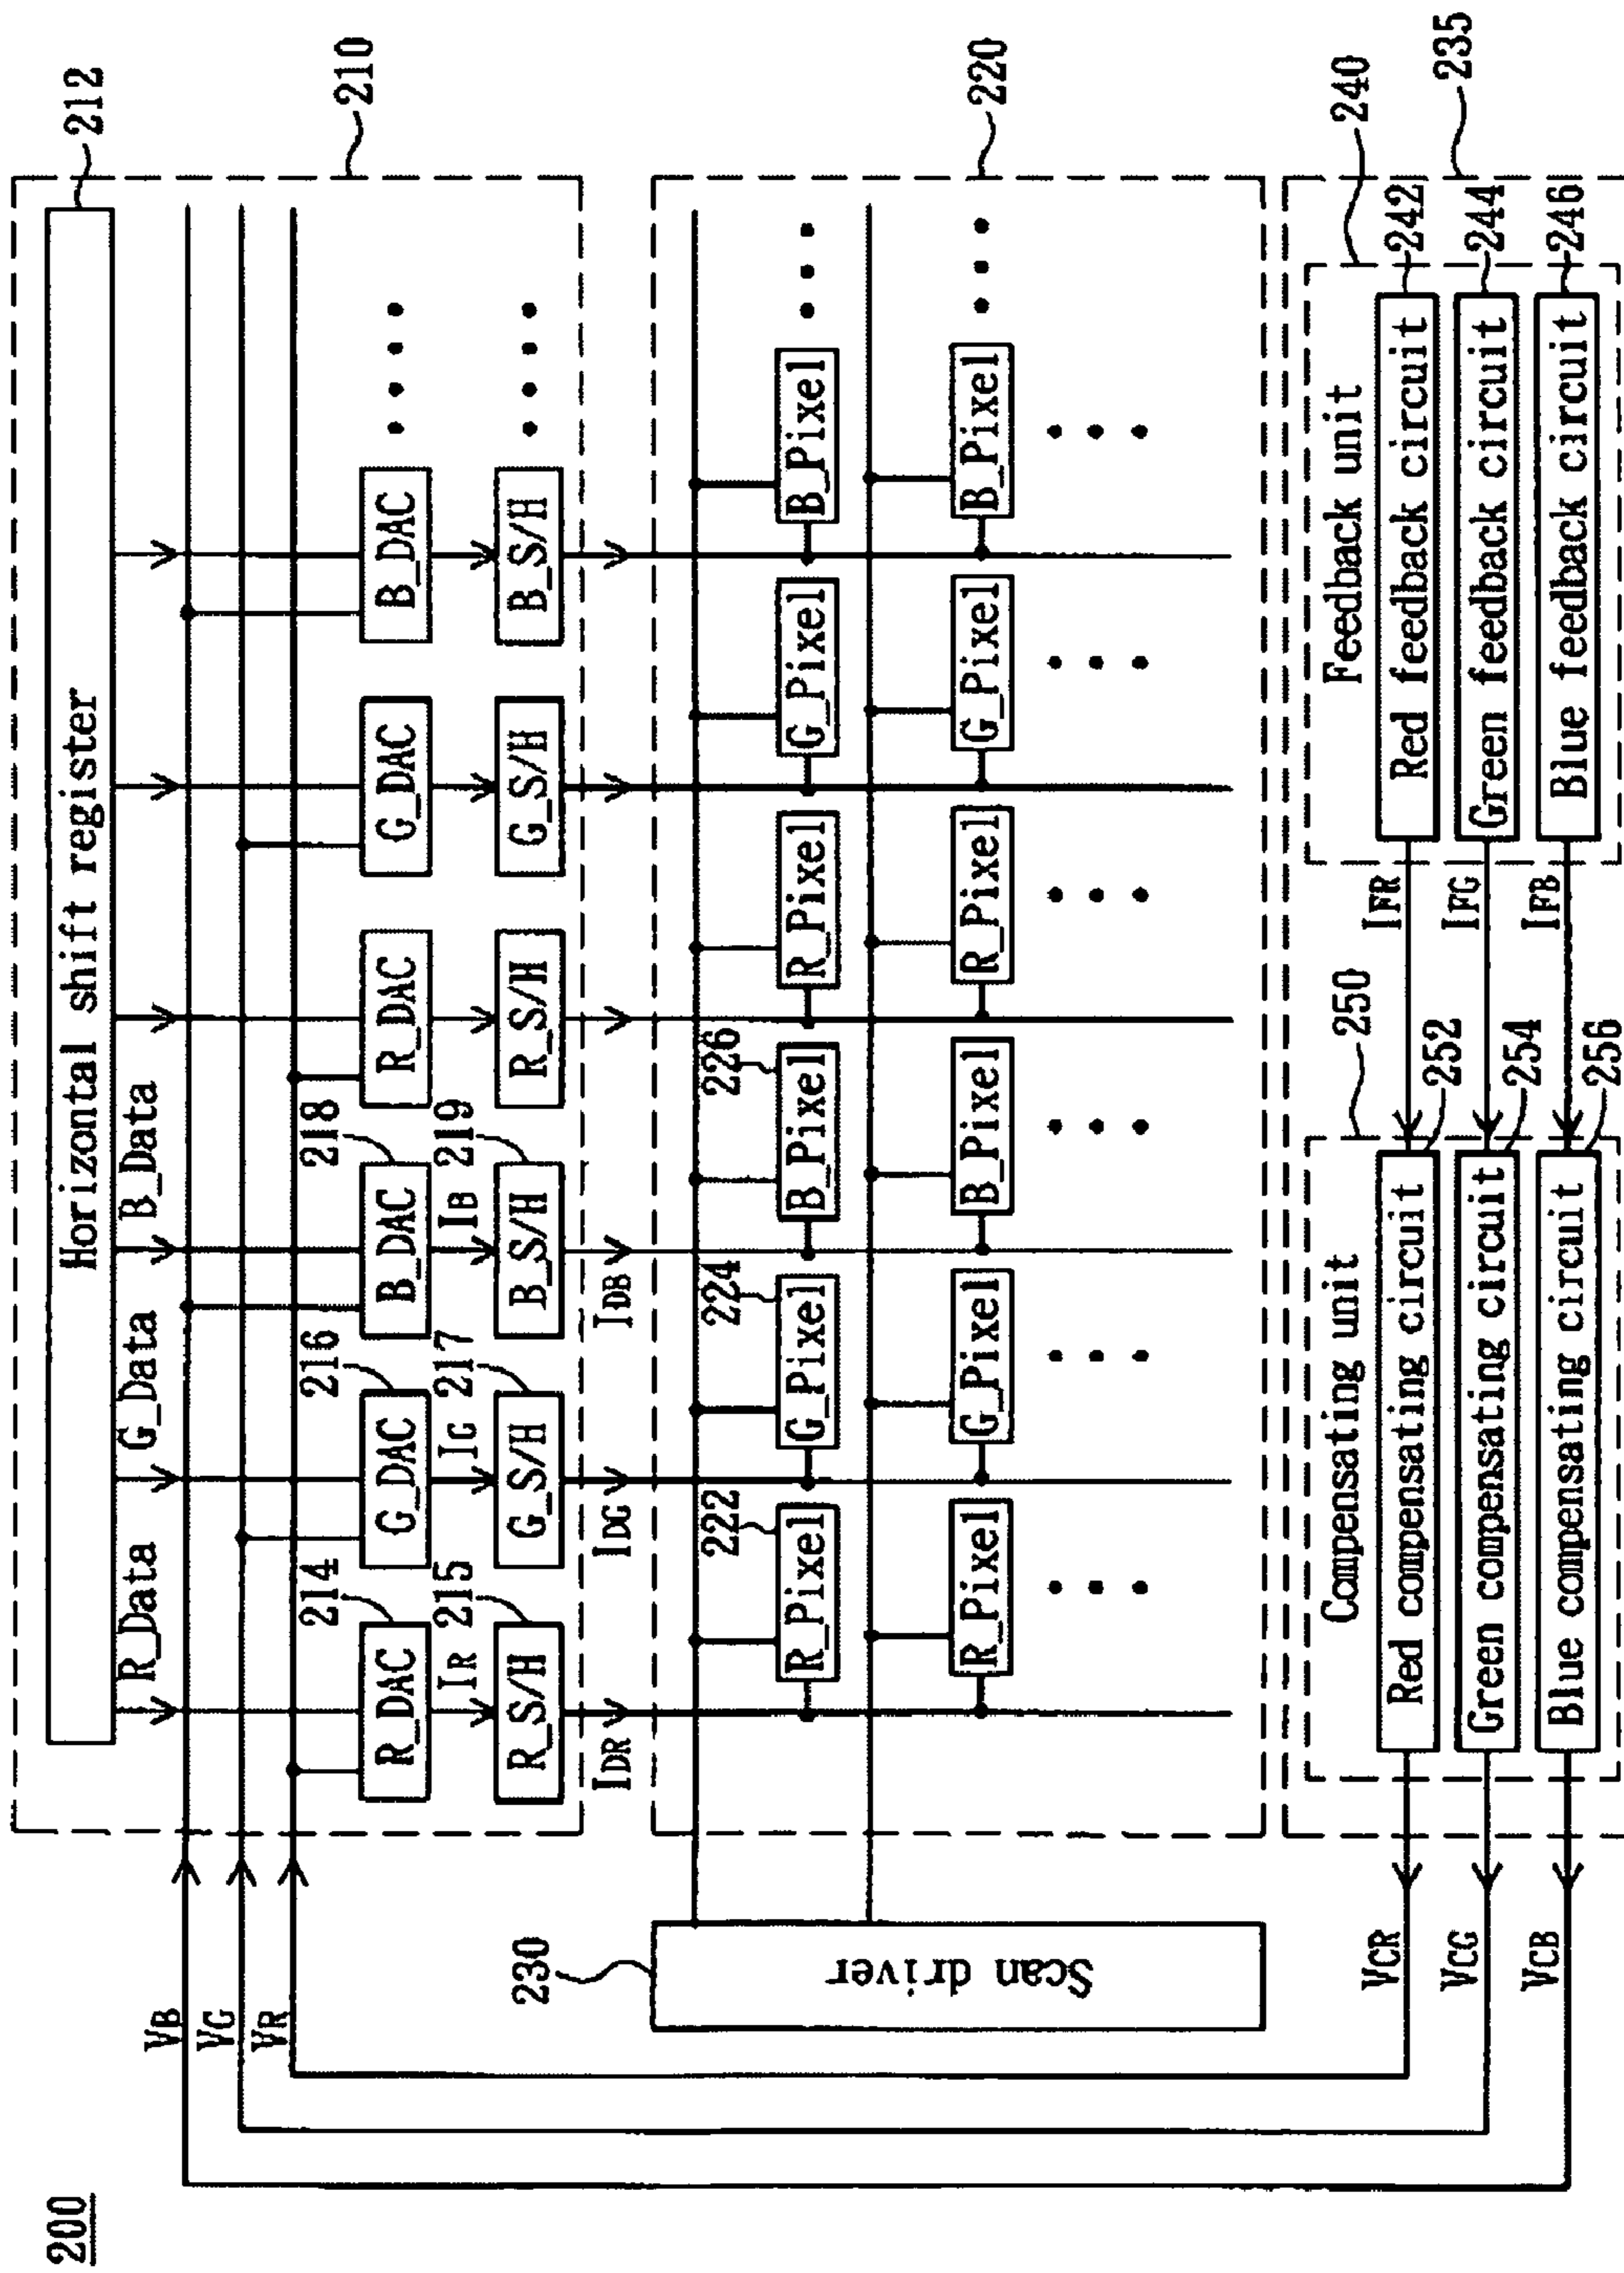 200
212
Horizontal shift register
R_Data G_Data B_Data
VB
VG
VR
210
214 216 218
R_DAC G_DAC B_DAC R_DAC G_DAC B_DAC
IR IG IB
215 217 219
R_S/H G_S/H B_S/H R_S/H G_S/H B_S/H
IDR IDG IDB
220
230
Scan driver
222 224 226
R_Pixel G_Pixel B_Pixel R_Pixel G_Pixel B_Pixel
R_Pixel G_Pixel B_Pixel R_Pixel G_Pixel B_Pixel
250 240 235
Compensating unit Feedback unit
VCR Red compensating circuit 252 IFR Red feedback circuit 242
VCG Green compensating circuit 254 IFG Green feedback circuit 244
VCB Blue compensating circuit 256 IFB Blue feedback circuit 246